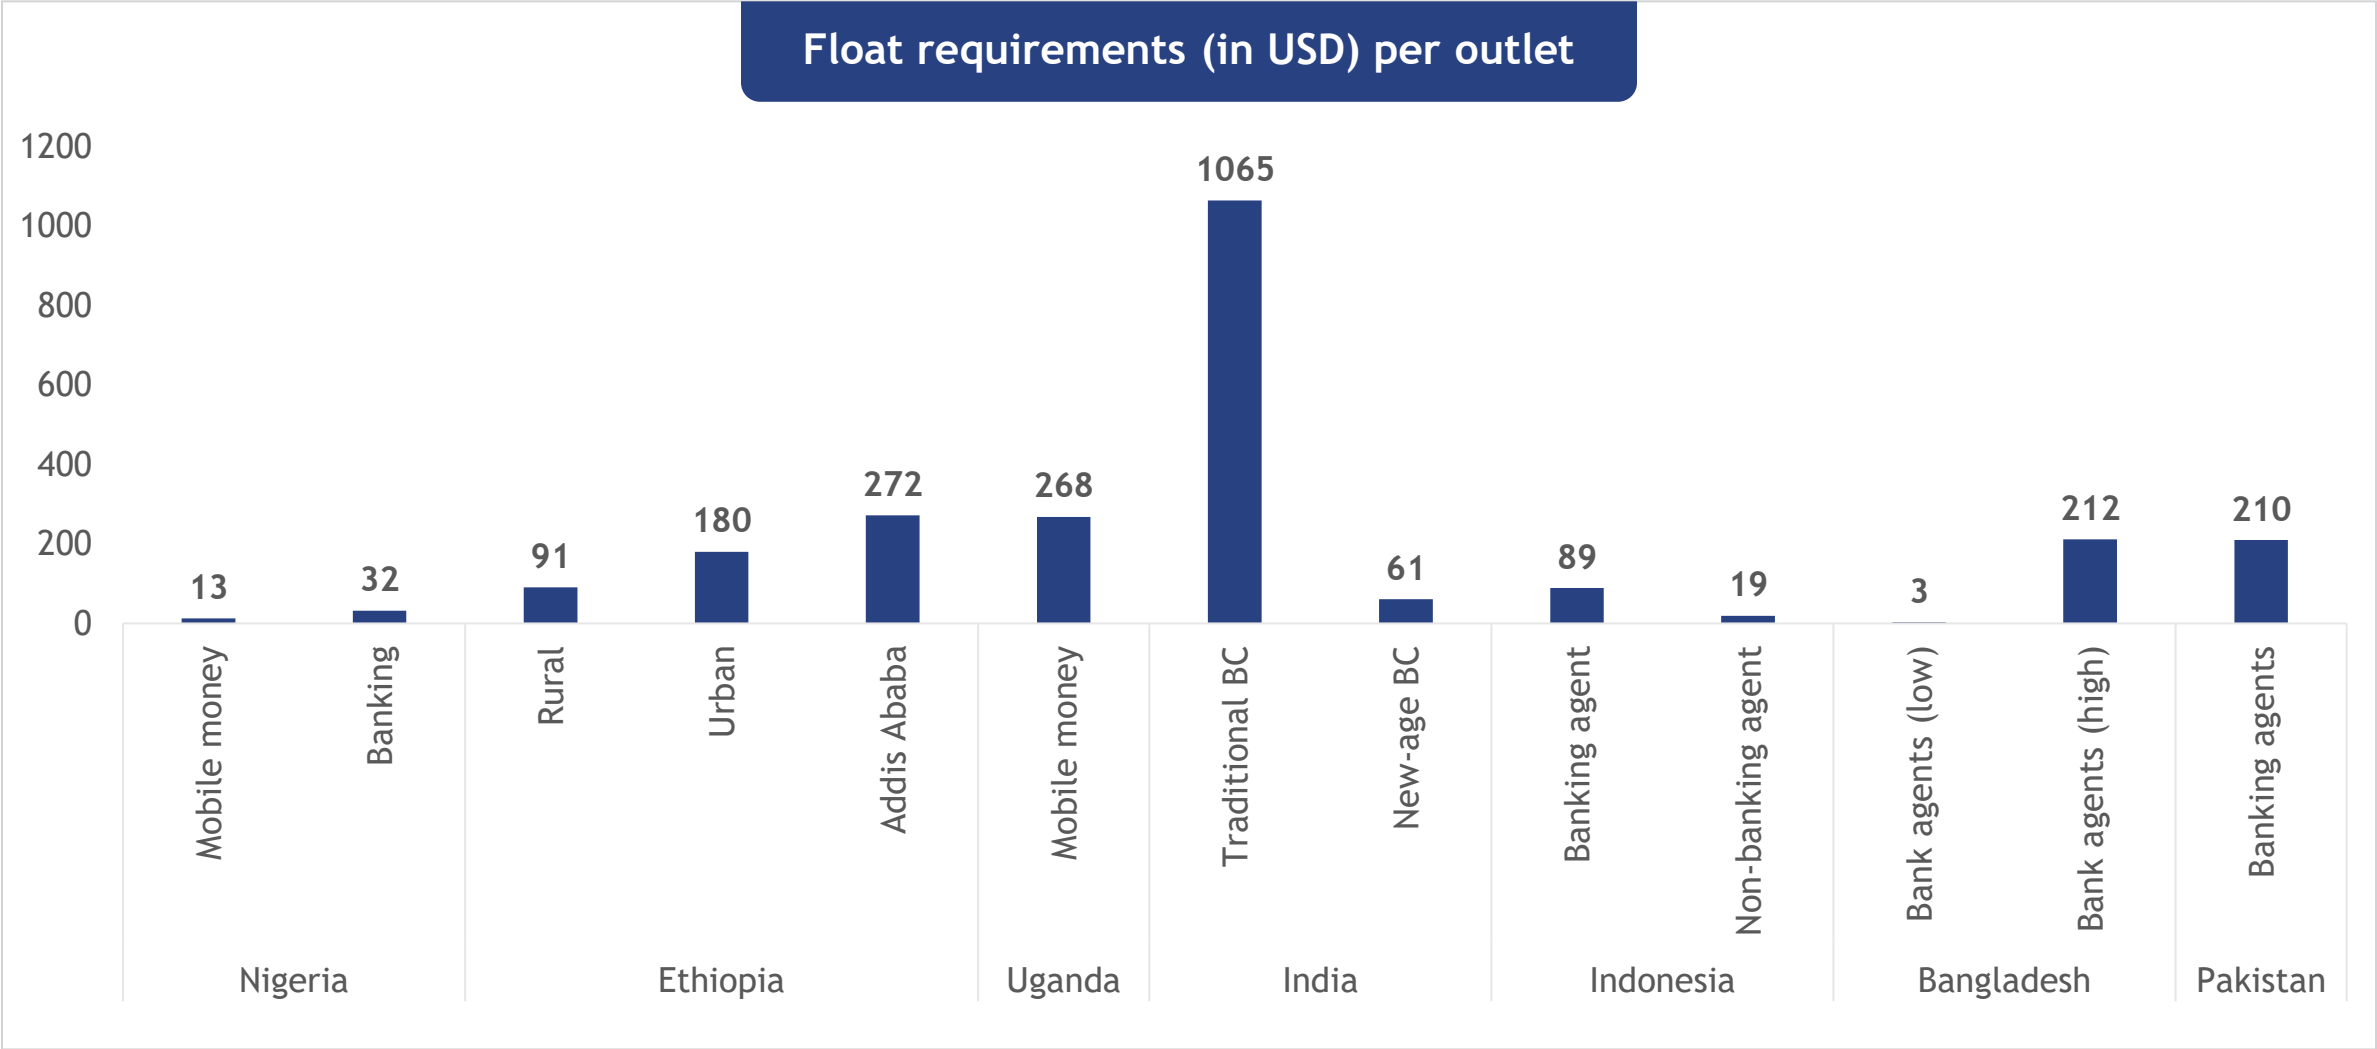 Float requirements (in USD) per outlet
1200
1000
800
600
400
200
0
13
32
91
180
272
268
1065
61
89
19
3
212
210
Mobile money
Banking
Rural
Urban
Addis Ababa
Mobile money
Traditional BC
New-age BC
Banking agent
Non-banking agent
Bank agents (low)
Bank agents (high)
Banking agents
Nigeria
Ethiopia
Uganda
India
Indonesia
Bangladesh
Pakistan